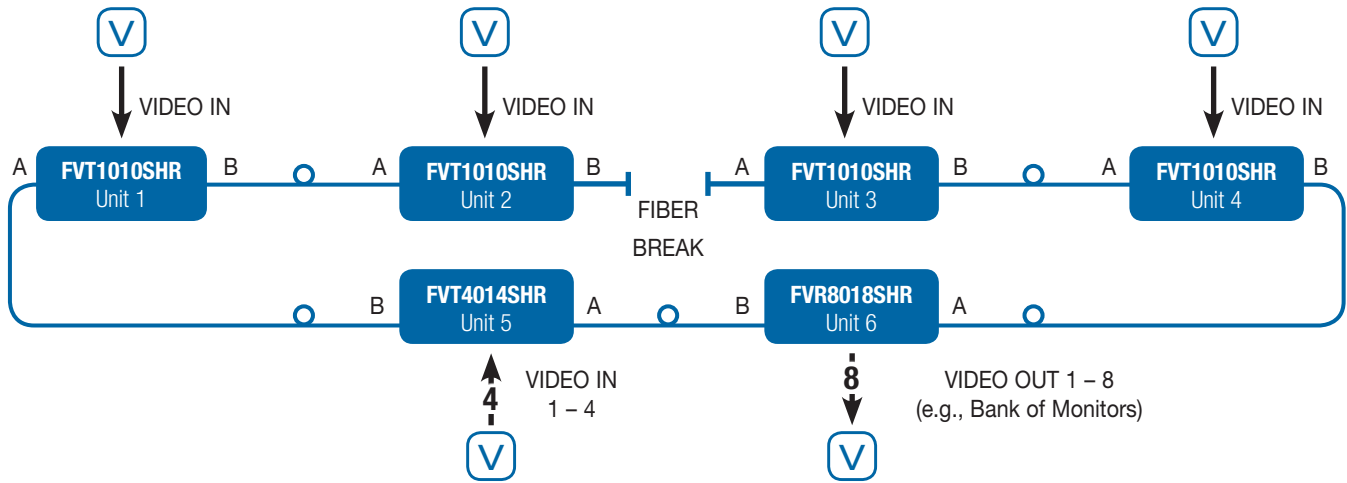 V V V V
VIDEO IN VIDEO IN VIDEO IN VIDEO IN
A FVT1010SHR B A FVT1010SHR B A FVT1010SHR B A FVT1010SHR B
Unit 1 Unit 2 Unit 3 Unit 4
FIBER
BREAK
B FVT4014SHR A B FVR8018SHR A
Unit 5 Unit 6
4 VIDEO IN 8 VIDEO OUT 1 – 8
1 – 4 (e.g., Bank of Monitors)
V V